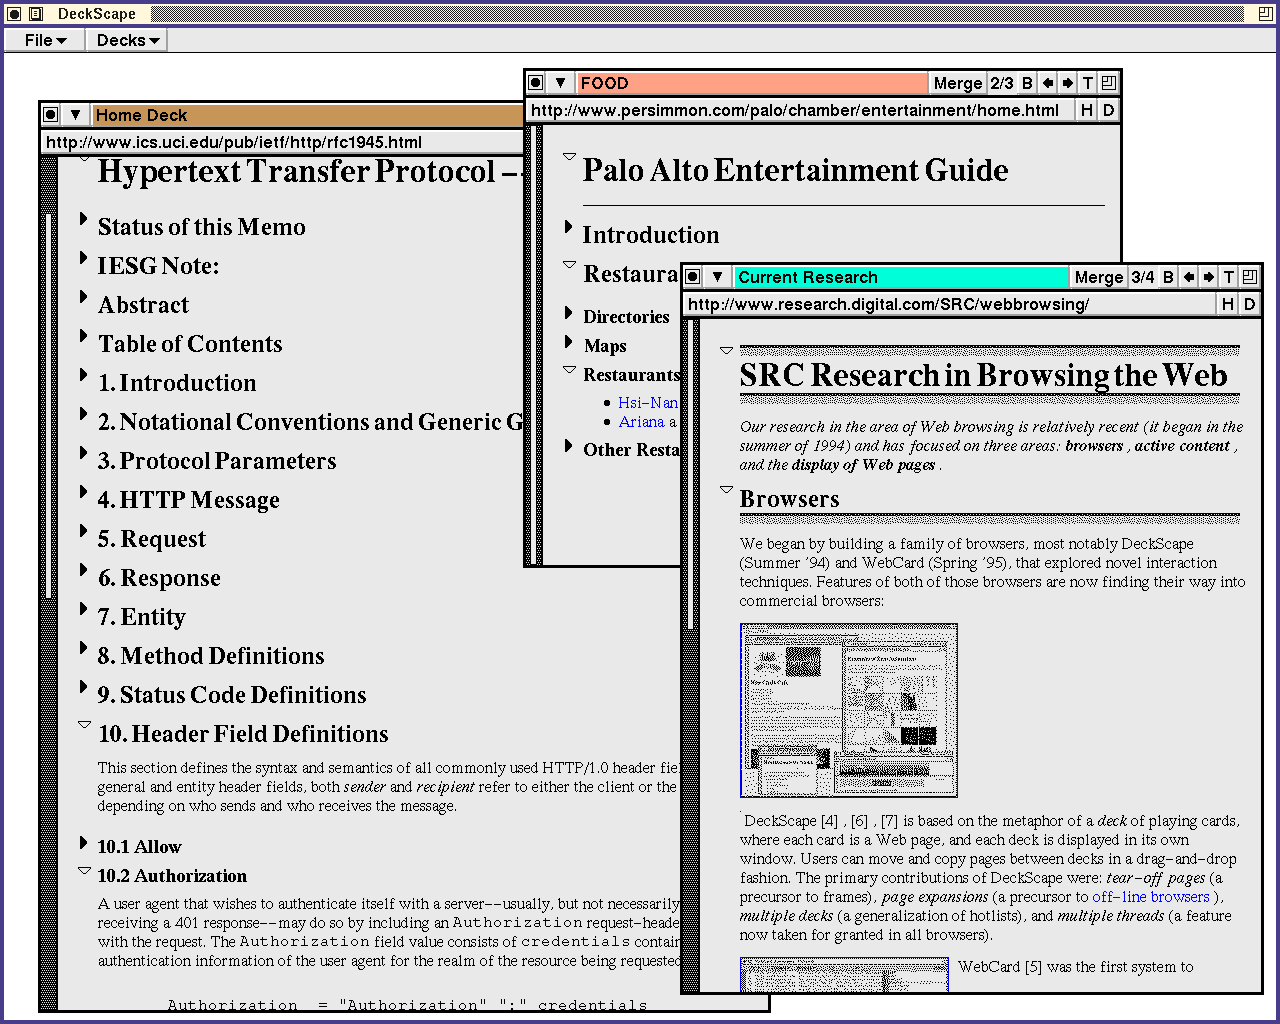 DeckScape
File Decks
Home Deck
http://www.ics.uci.edu/pub/ietf/http/rfc1945.html
Hypertext Transfer Protocol --
Status of this Memo
IESG Note:
Abstract
Table of Contents
1. Introduction
2. Notational Conventions and Generic G
3. Protocol Parameters
4. HTTP Message
5. Request
6. Response
7. Entity
8. Method Definitions
9. Status Code Definitions
10. Header Field Definitions
This section defines the syntax and semantics of all commonly used HTTP/1.0 header fie
general and entity header fields, both sender and recipient refer to either the client or the
depending on who sends and who receives the message.
10.1 Allow
10.2 Authorization
A user agent that wishes to authenticate itself with a server--usually, but not necessarily
receiving a 401 response--may do so by including an Authorization request-heade
with the request. The Authorization field value consists of credentials contain
authentication information of the user agent for the realm of the resource being requested
Authorization = "Authorization" ":" credentials
FOOD Merge 2/3 B T
http://www.persimmon.com/palo/chamber/entertainment/home.html H D
Palo Alto Entertainment Guide
Introduction
Restaura
Directories
Maps
Restaurants
Hsi-Nan
Ariana a
Other Resta
Current Research Merge 3/4 B T
http://www.research.digital.com/SRC/webbrowsing/ H D
SRC Research in Browsing the Web
Our research in the area of Web browsing is relatively recent (it began in the
summer of 1994) and has focused on three areas: browsers , active content ,
and the display of Web pages .
Browsers
We began by building a family of browsers, most notably DeckScape
(Summer '94) and WebCard (Spring '95), that explored novel interaction
techniques. Features of both of those browsers are now finding their way into
commercial browsers:
DeckScape [4] , [6] , [7] is based on the metaphor of a deck of playing cards,
where each card is a Web page, and each deck is displayed in its own
window. Users can move and copy pages between decks in a drag-and-drop
fashion. The primary contributions of DeckScape were: tear-off pages (a
precursor to frames), page expansions (a precursor to off-line browsers ),
multiple decks (a generalization of hotlists), and multiple threads (a feature
now taken for granted in all browsers).
WebCard [5] was the first system to